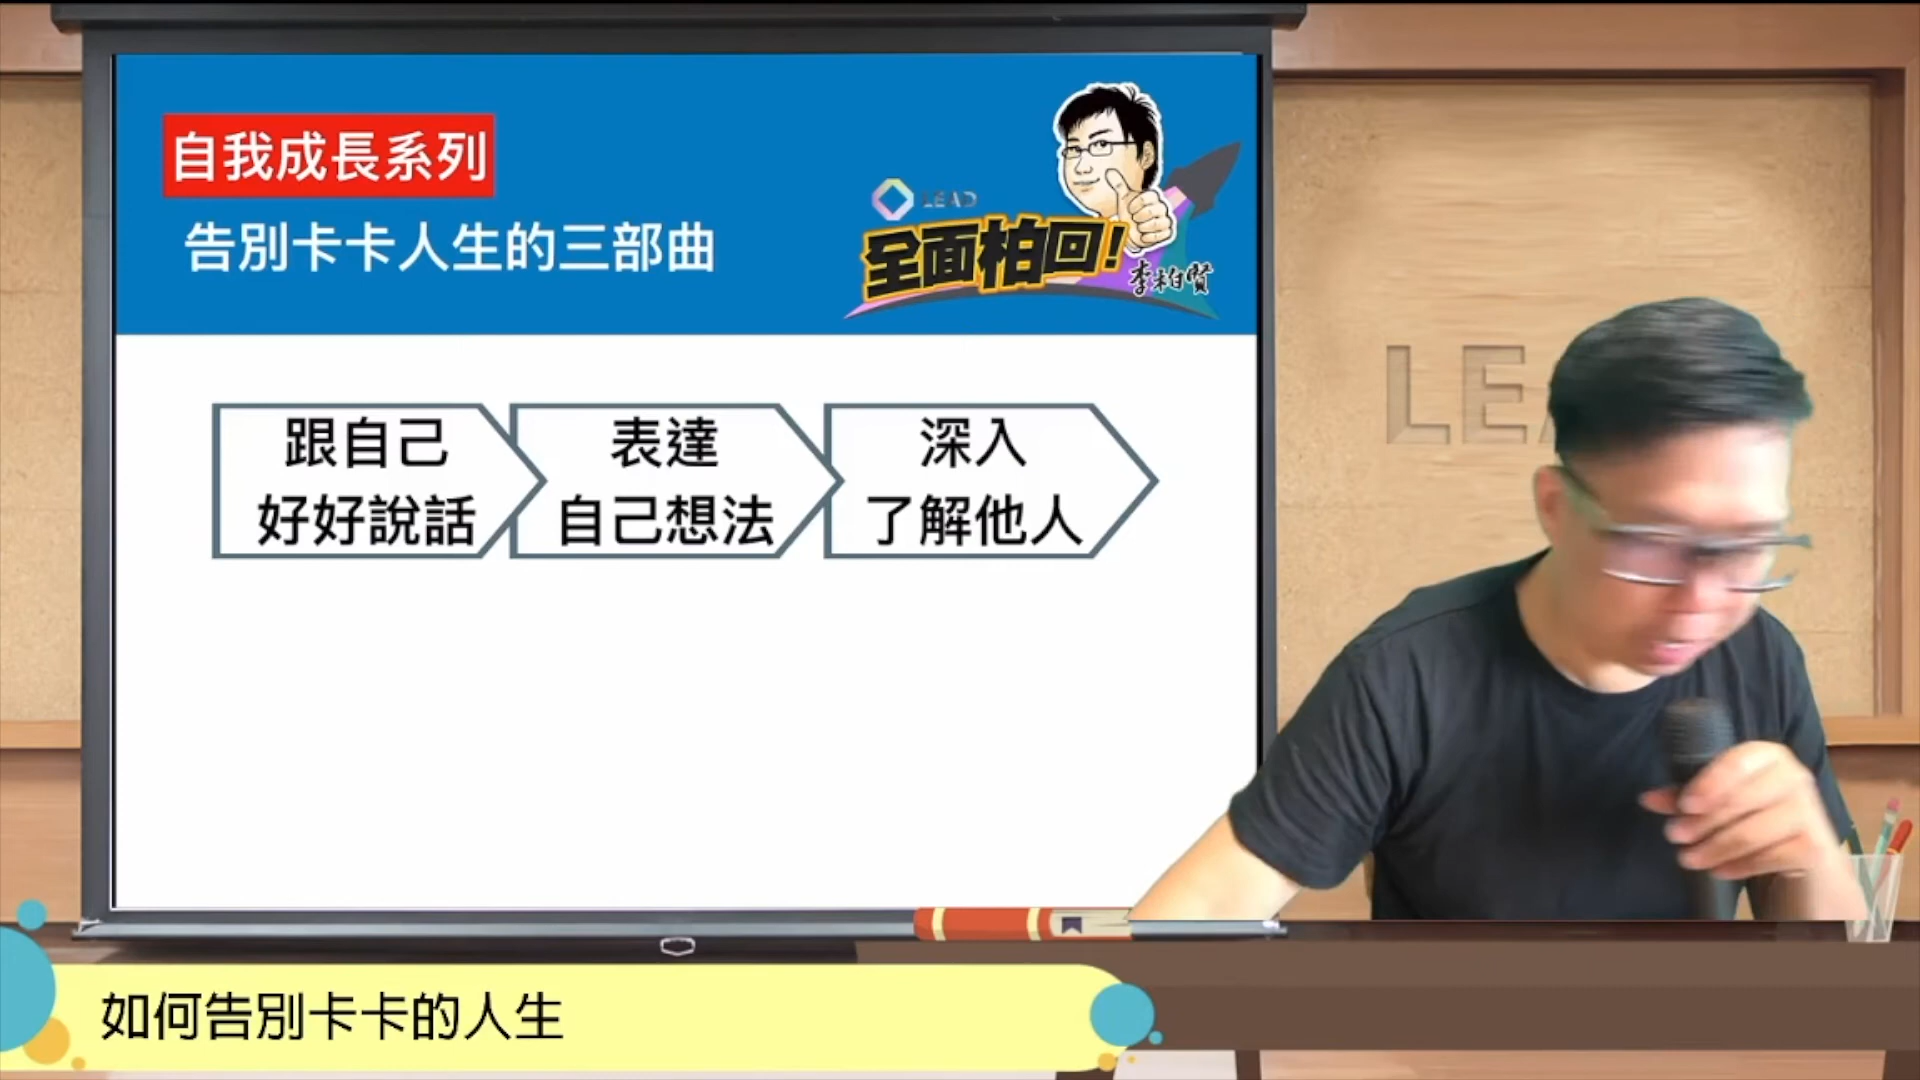 自我成長系列
告別卡卡人生的三部曲
LEAD
全面柏回!
李柏賢
跟自己
好好說話
表達
自己想法
深入
了解他人
LE
如何告別卡卡的人生